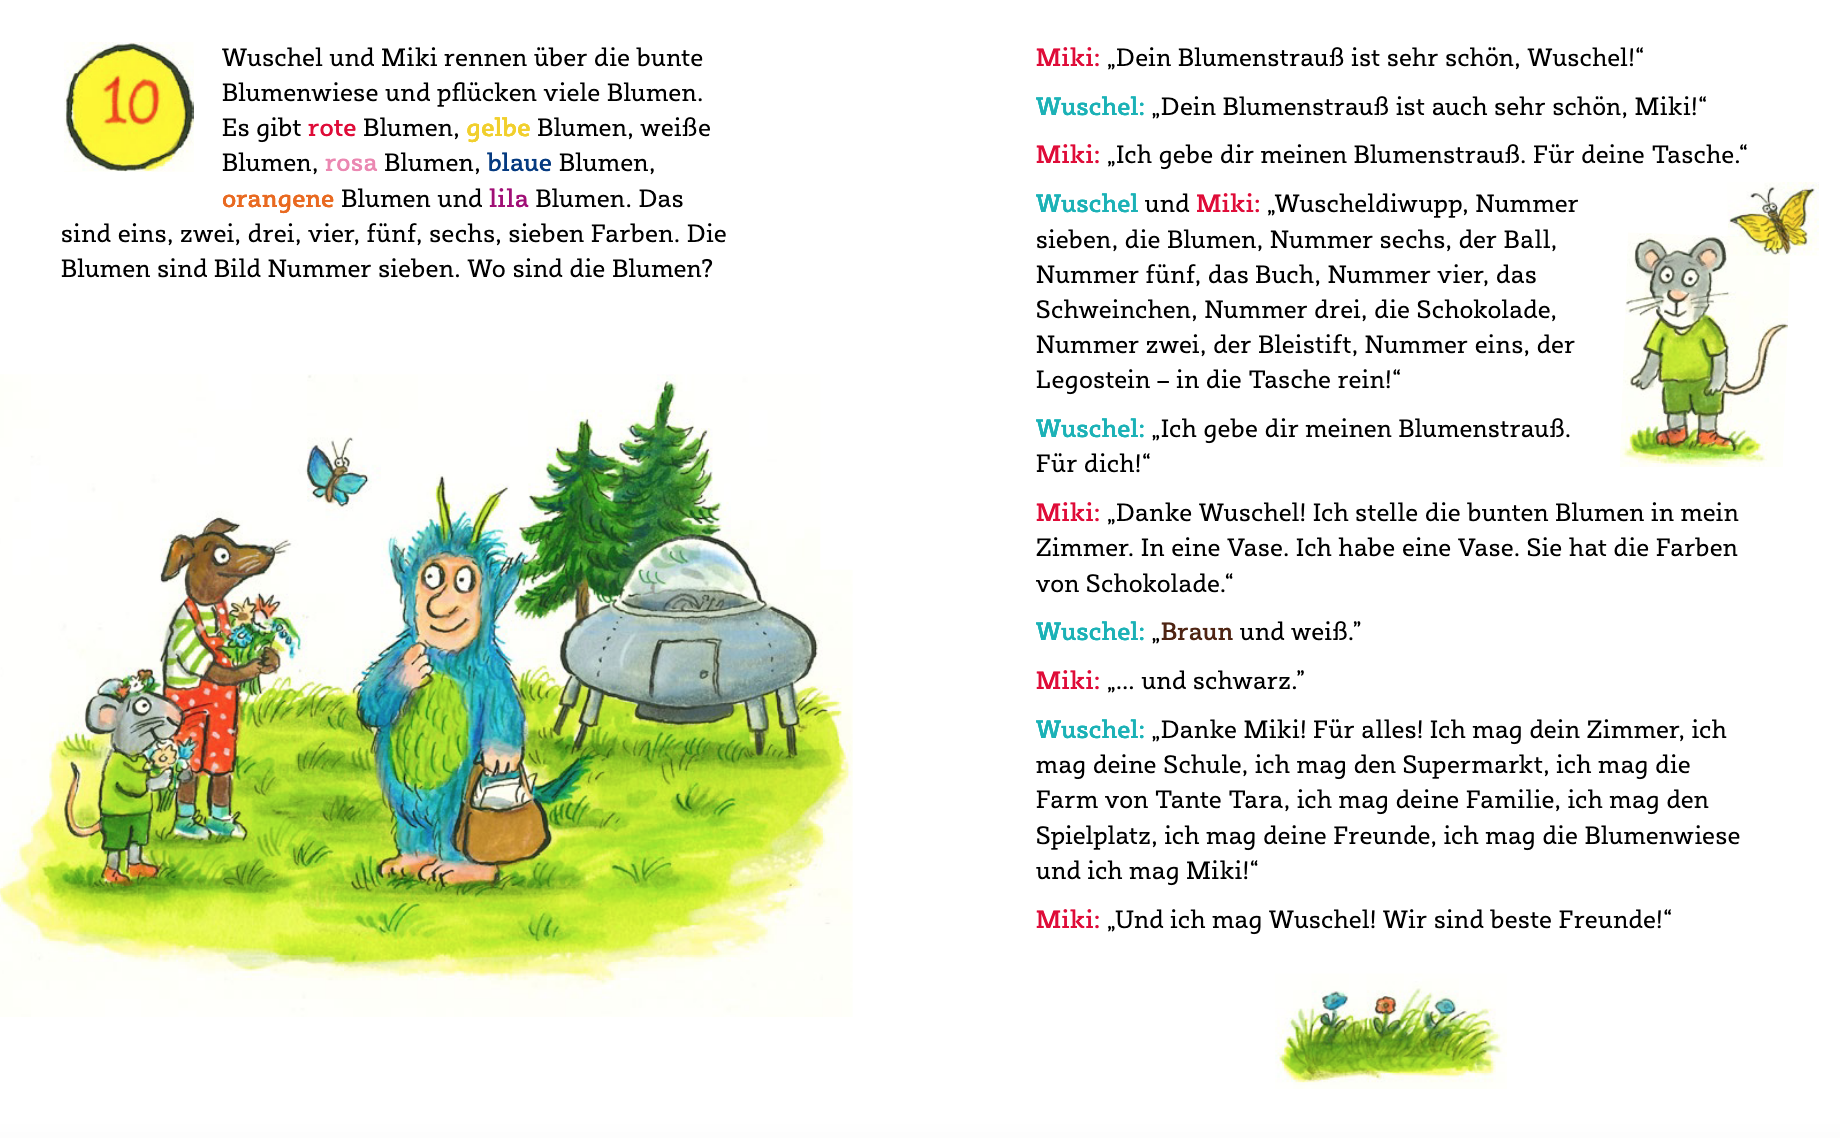 10
Wuschel und Miki rennen über die bunte
Blumenwiese und pflücken viele Blumen.
Es gibt rote Blumen, gelbe Blumen, weiße
Blumen, rosa Blumen, blaue Blumen,
orangene Blumen und lila Blumen. Das
sind eins, zwei, drei, vier, fünf, sechs, sieben Farben. Die
Blumen sind Bild Nummer sieben. Wo sind die Blumen?
Miki: „Dein Blumenstrauß ist sehr schön, Wuschel!“
Wuschel: „Dein Blumenstrauß ist auch sehr schön, Miki!“
Miki: „Ich gebe dir meinen Blumenstrauß. Für deine Tasche.“
Wuschel und Miki: „Wuscheldiwupp, Nummer
sieben, die Blumen, Nummer sechs, der Ball,
Nummer fünf, das Buch, Nummer vier, das
Schweinchen, Nummer drei, die Schokolade,
Nummer zwei, der Bleistift, Nummer eins, der
Legostein – in die Tasche rein!“
Wuschel: „Ich gebe dir meinen Blumenstrauß.
Für dich!“
Miki: „Danke Wuschel! Ich stelle die bunten Blumen in mein
Zimmer. In eine Vase. Ich habe eine Vase. Sie hat die Farben
von Schokolade.“
Wuschel: „Braun und weiß.”
Miki: „... und schwarz.”
Wuschel: „Danke Miki! Für alles! Ich mag dein Zimmer, ich
mag deine Schule, ich mag den Supermarkt, ich mag die
Farm von Tante Tara, ich mag deine Familie, ich mag den
Spielplatz, ich mag deine Freunde, ich mag die Blumenwiese
und ich mag Miki!“
Miki: „Und ich mag Wuschel! Wir sind beste Freunde!“